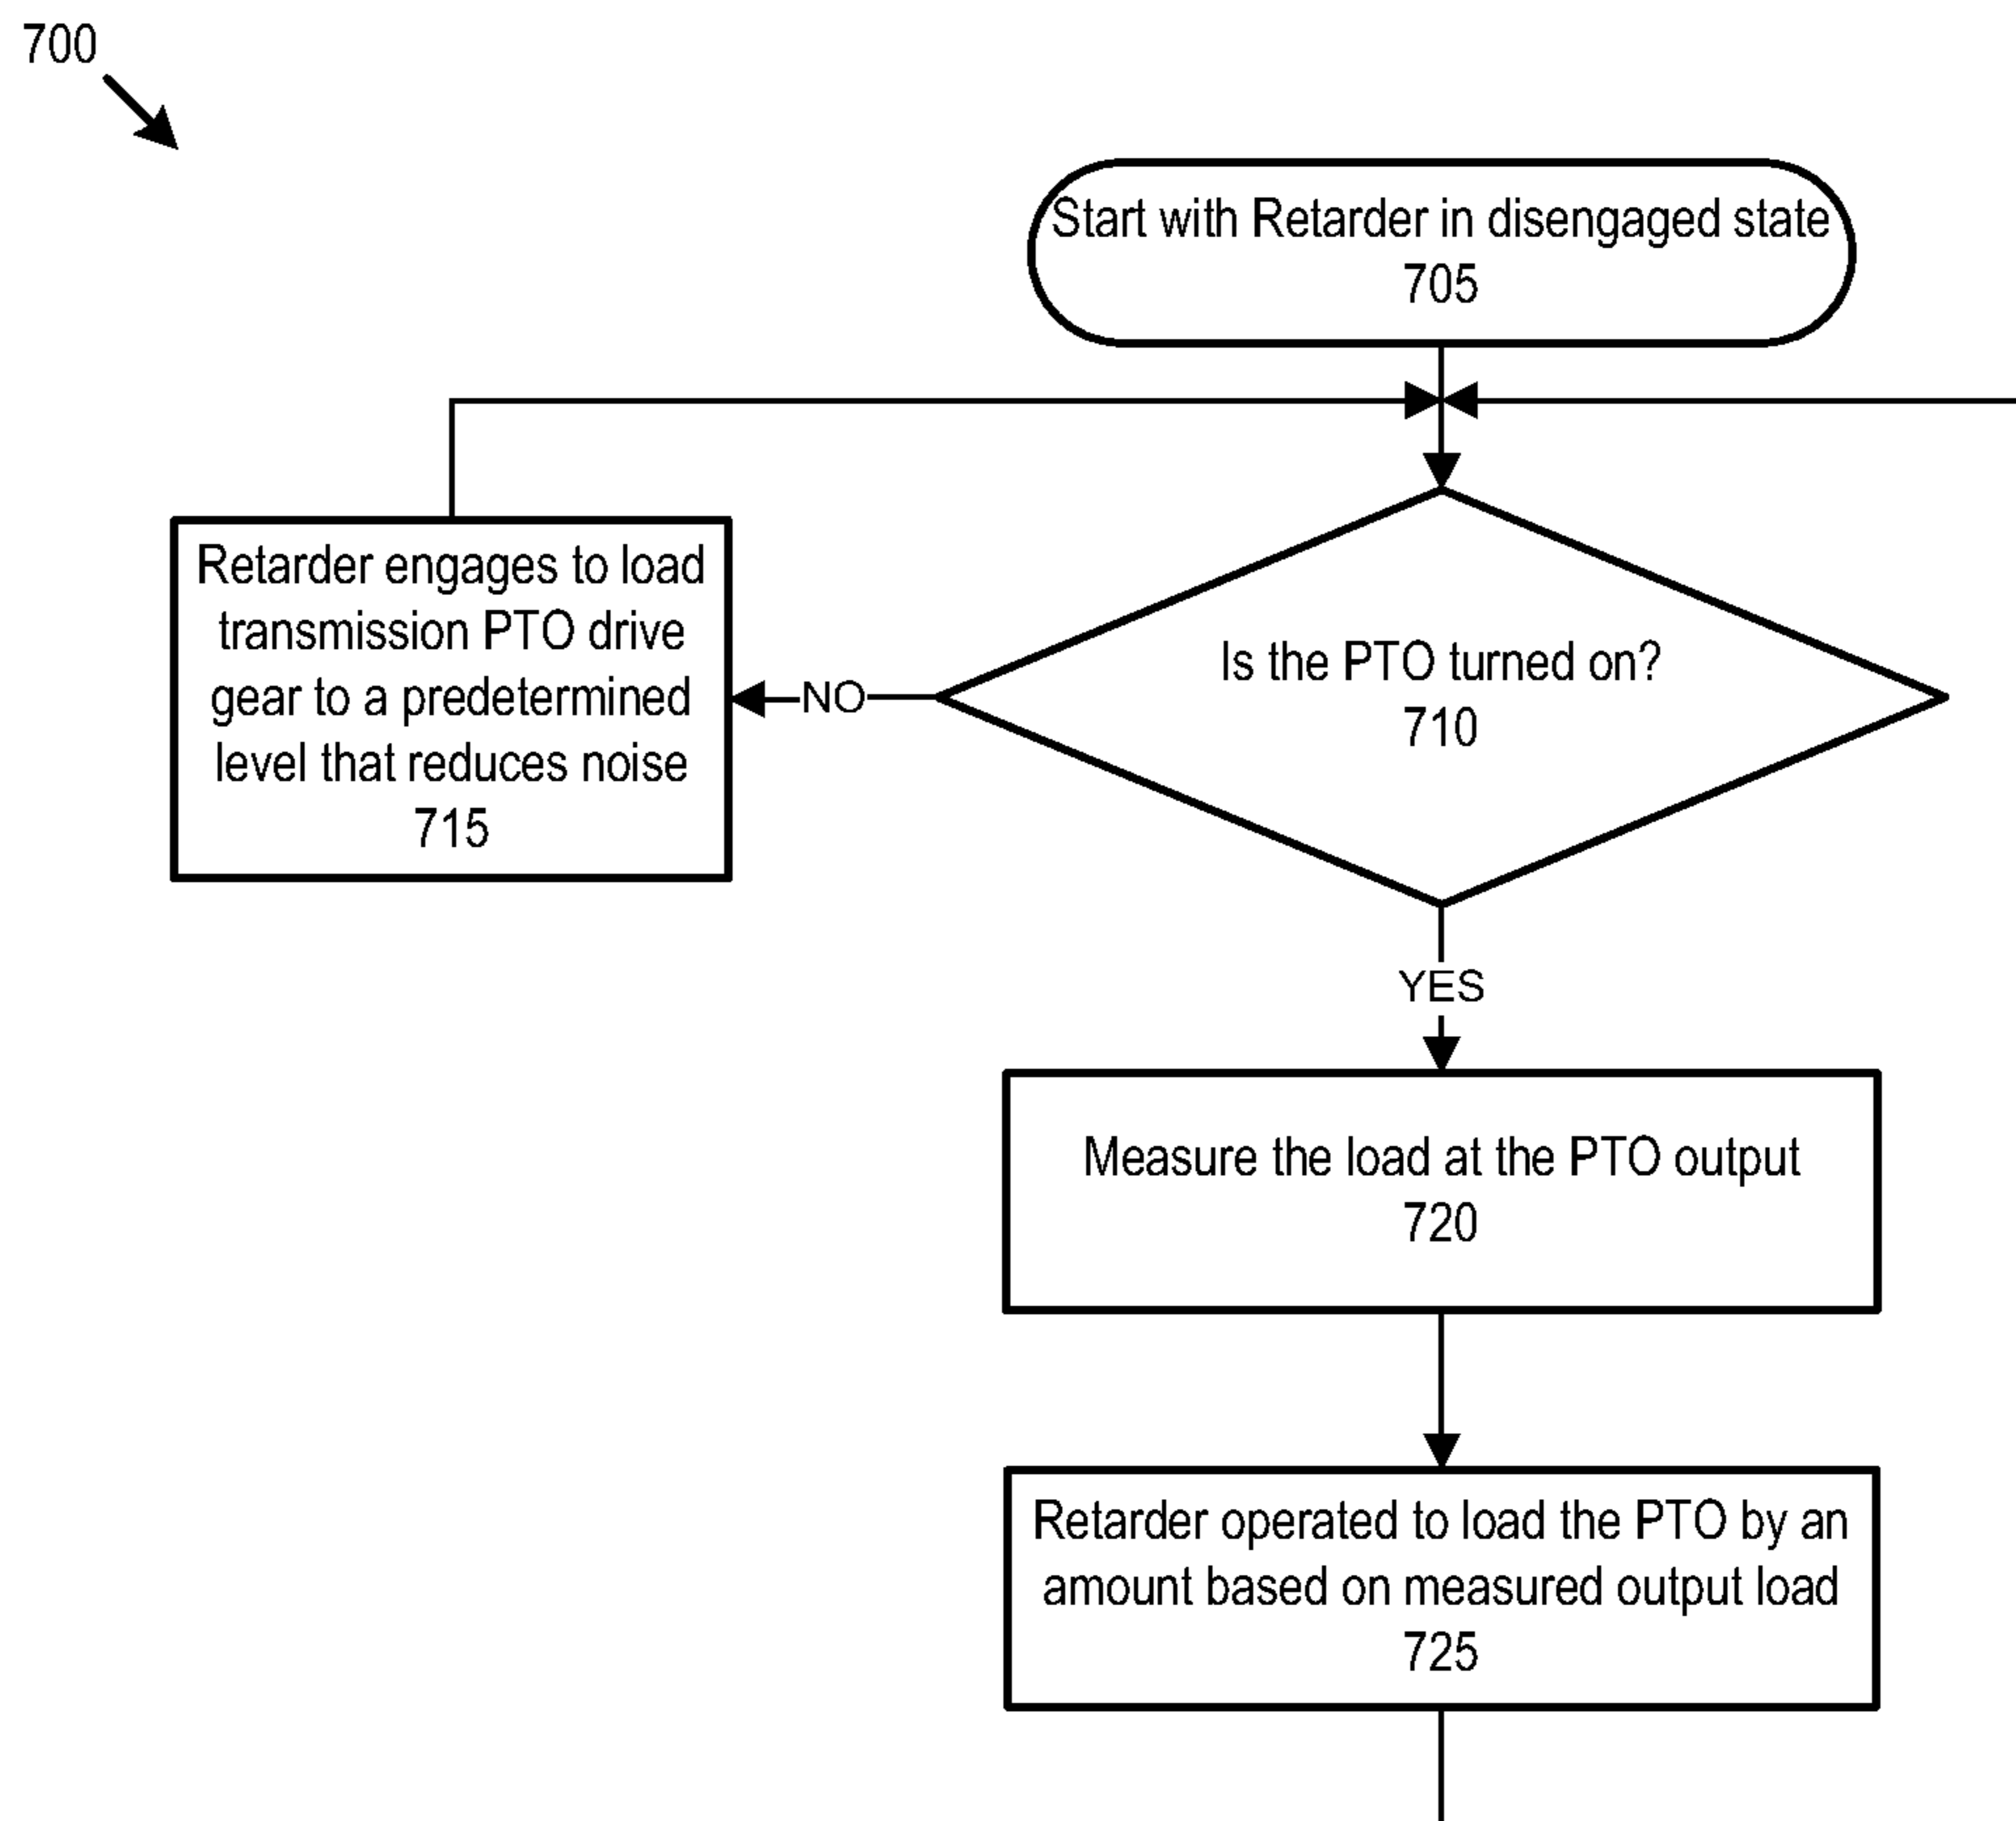 700
Start with Retarder in disengaged state
705
Retarder engages to load
transmission PTO drive
gear to a predetermined
level that reduces noise
715
NO
Is the PTO turned on?
710
YES
Measure the load at the PTO output
720
Retarder operated to load the PTO by an
amount based on measured output load
725